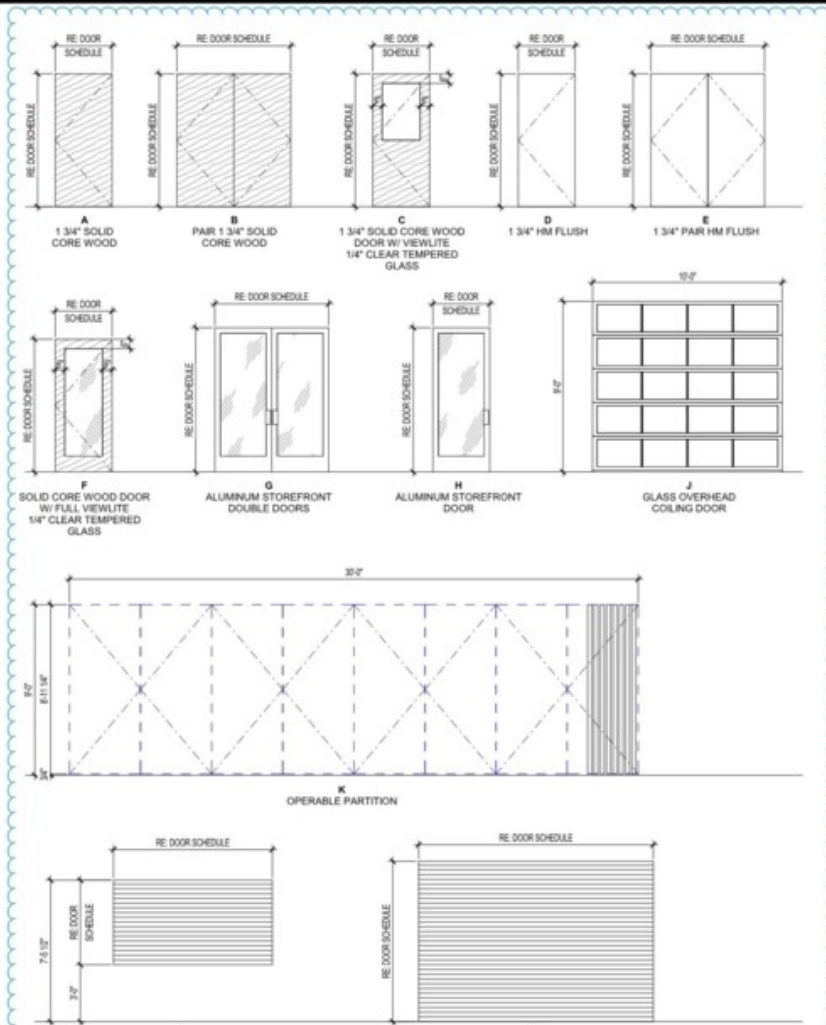 RE: DOOR
SCHEDULE
RE: DOOR SCHEDULE
RE: DOOR SCHEDULE
RE: DOOR SCHEDULE
RE: DOOR
SCHEDULE
RE: DOOR SCHEDULE
RE: DOOR
SCHEDULE
RE: DOOR SCHEDULE
RE: DOOR SCHEDULE
RE: DOOR SCHEDULE
A
1 3/4" SOLID
CORE WOOD
B
PAIR 1 3/4" SOLID
CORE WOOD
C
1 3/4" SOLID CORE WOOD
DOOR W/ VIEWLITE
1/4" CLEAR TEMPERED
GLASS
D
1 3/4" HM FLUSH
E
1 3/4" PAIR HM FLUSH
RE: DOOR
SCHEDULE
RE: DOOR SCHEDULE
RE: DOOR SCHEDULE
RE: DOOR SCHEDULE
RE: DOOR
SCHEDULE
RE: DOOR SCHEDULE
10'-0"
9'-0"
F
SOLID CORE WOOD DOOR
W/ FULL VIEWLITE
1/4" CLEAR TEMPERED
GLASS
G
ALUMINUM STOREFRONT
DOUBLE DOORS
H
ALUMINUM STOREFRONT
DOOR
J
GLASS OVERHEAD
COILING DOOR
30'-0"
9'-0"
8'-11 1/4"
3/4"
K
OPERABLE PARTITION
RE: DOOR SCHEDULE
RE: DOOR
SCHEDULE
7'-5 1/2"
3'-0"
RE: DOOR SCHEDULE
RE: DOOR SCHEDULE